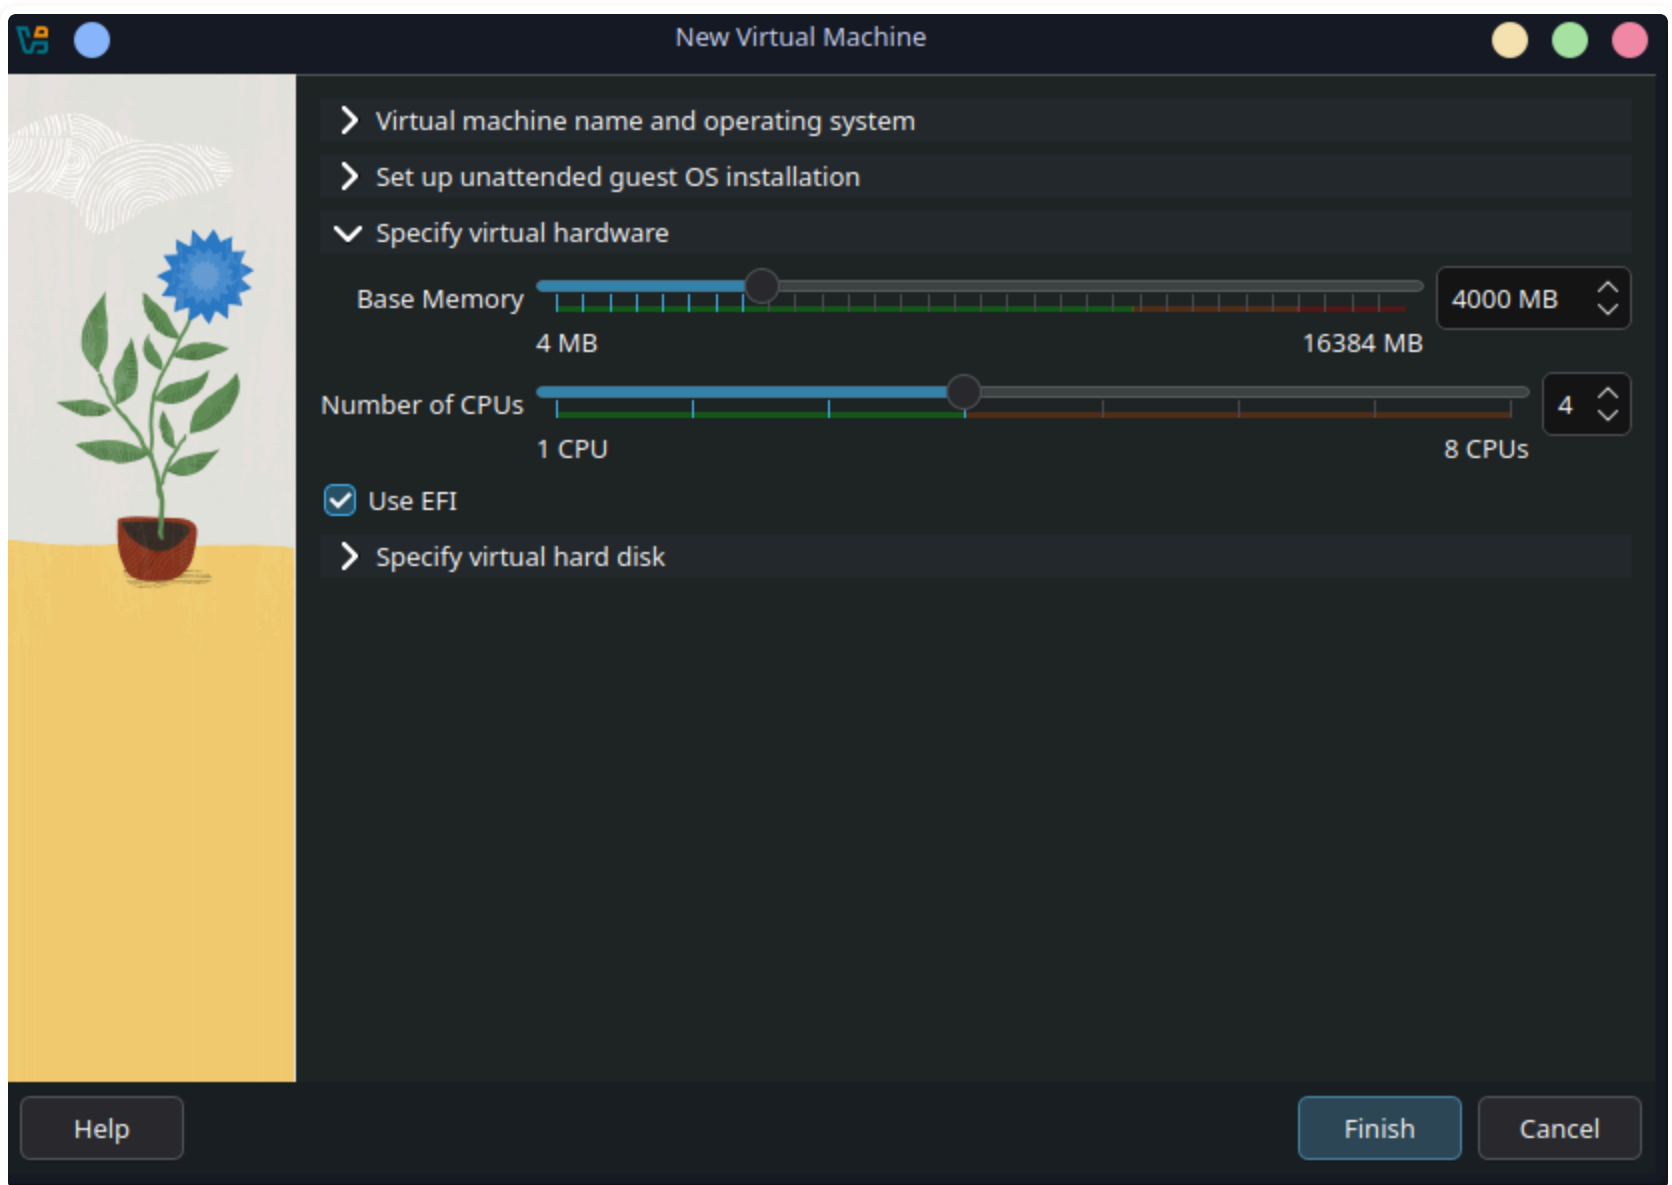 New Virtual Machine
Virtual machine name and operating system
Set up unattended guest OS installation
Specify virtual hardware
Base Memory
4000 MB
4 MB
16384 MB
Number of CPUs
4
1 CPU
8 CPUs
Use EFI
Specify virtual hard disk
Help
Finish
Cancel